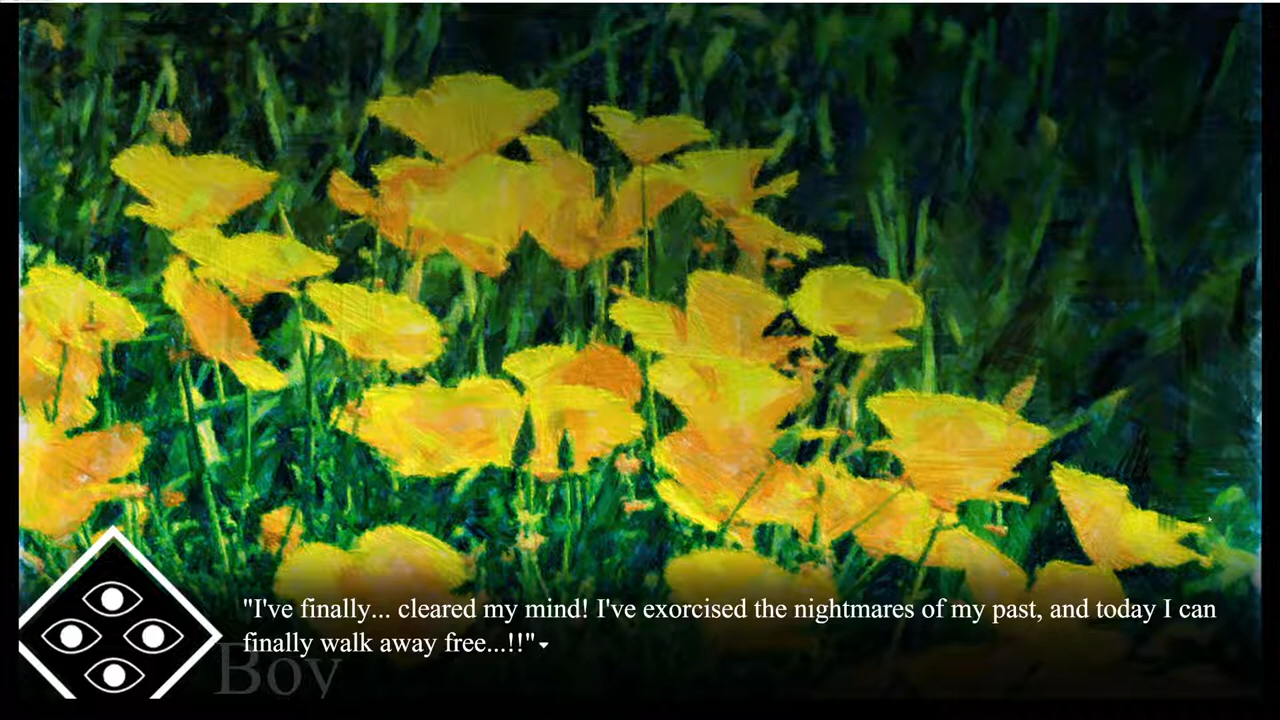 "I've finally... cleared my mind! I've exorcised the nightmares of my past, and today I can
finally walk away free...!!"
Boy